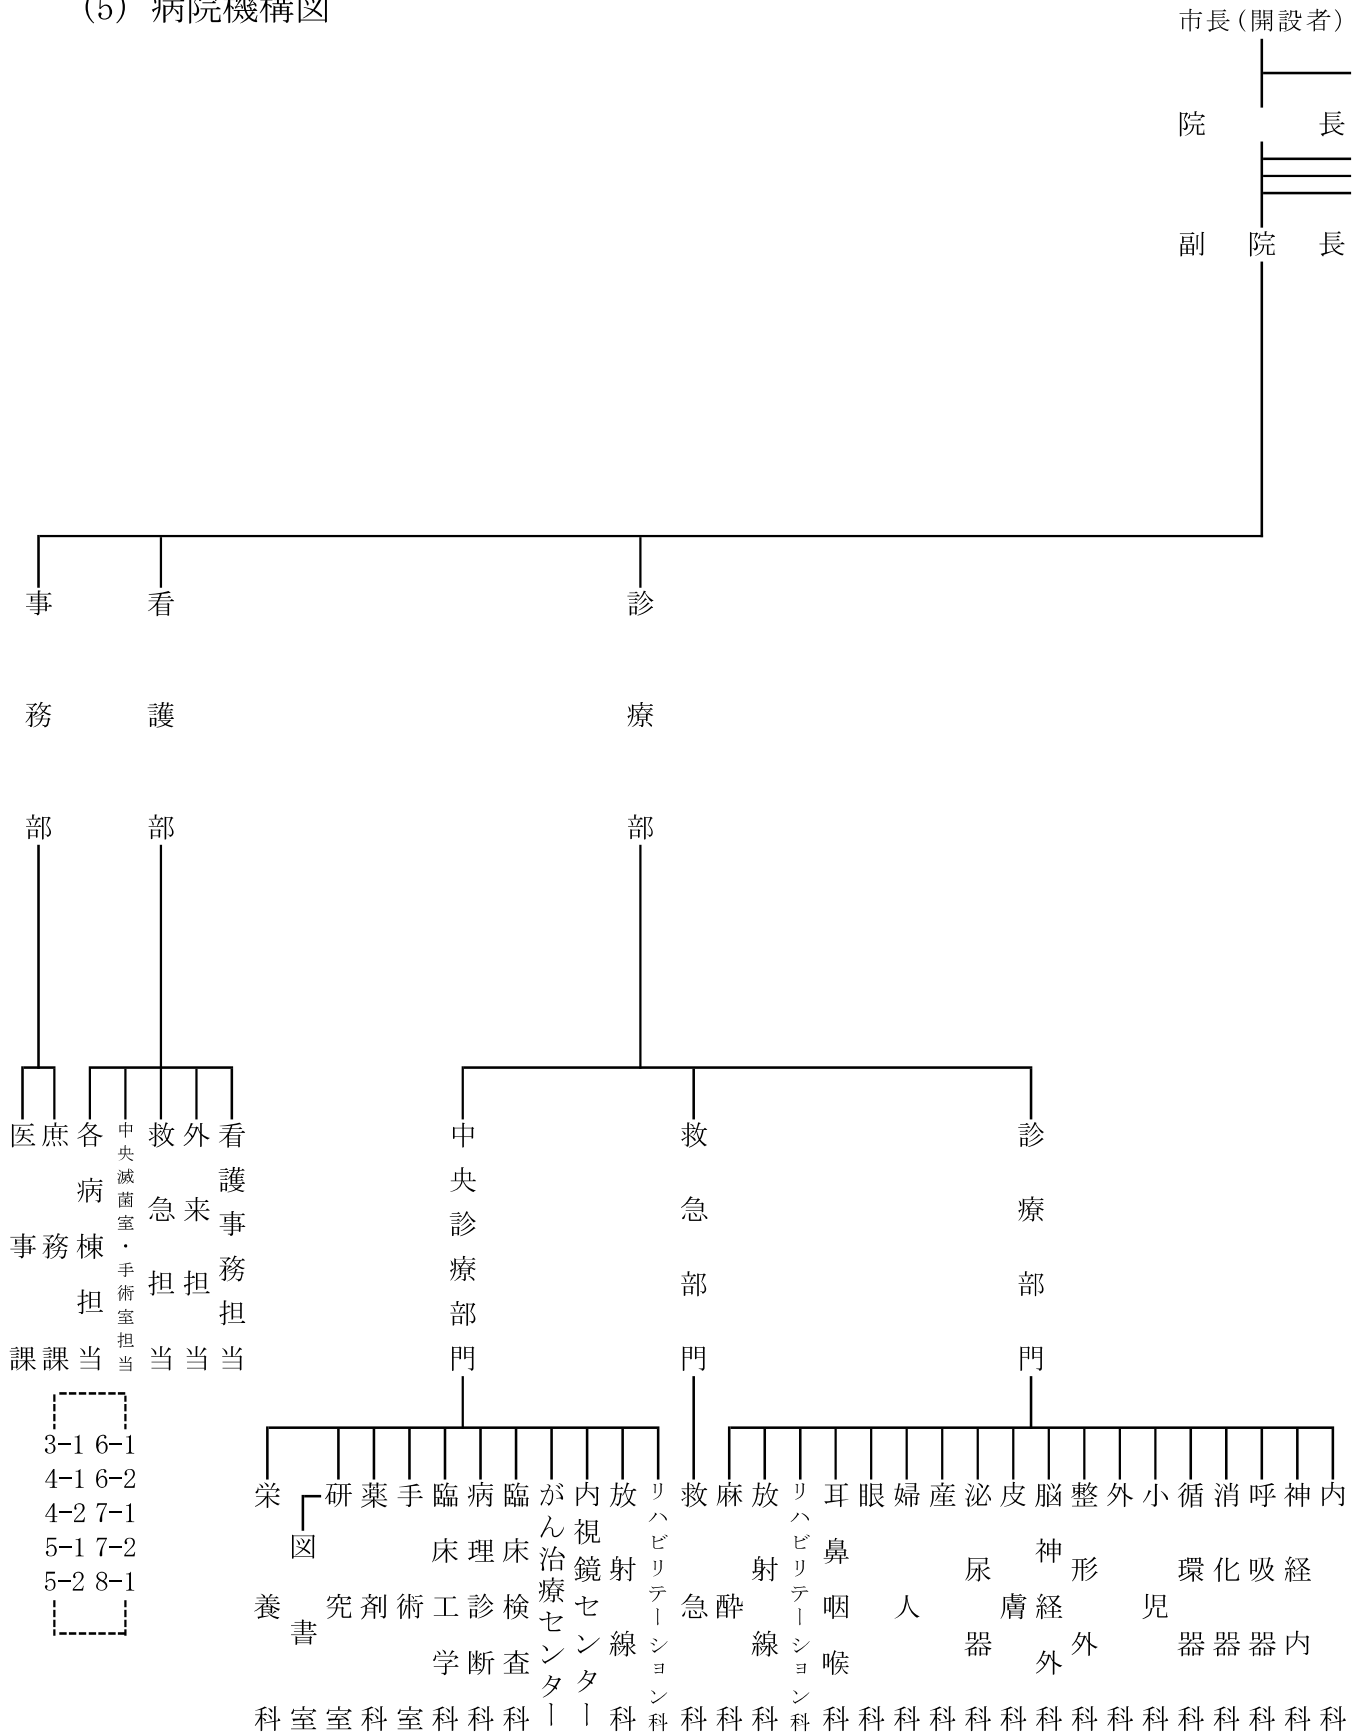 (5) 病院機構図
市長(開設者)
院長
副院長
事務部
看護部
診療部
医事課
庶務課
各病棟担当
中央滅菌室・手術室担当
救急担当
外来担当
看護事務担当
中央診療部門
救急部門
診療部門
3-1 6-1
4-1 6-2
4-2 7-1
5-1 7-2
5-2 8-1
栄養科
図書室
研究室
薬剤科
手術室
臨床工学科
病理診断科
臨床検査科
がん治療センター
内視鏡センター
放射線科
リハビリテーション科
救急科
麻酔科
放射線科
リハビリテーション科
耳鼻咽喉科
眼科
婦人科
産科
泌尿器科
皮膚科
脳神経外科
整形外科
外科
小児科
循環器科
消化器科
呼吸器科
神経内科
内科